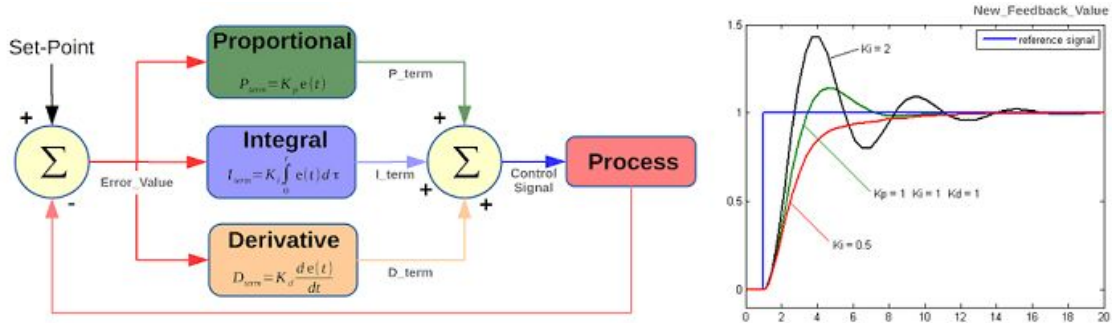 Set-Point
+
Σ
-
Error_Value
Proportional
P_term = K_p e(t)
P_term
Integral
I_term = K_i ∫_0^t e(t) d τ
I_term
Derivative
D_term = K_d d e(t) / dt
D_term
+
+
+
Σ
Control
Signal
Process
New_Feedback_Value
reference signal
Ki = 2
Kp = 1 Ki = 1 Kd = 1
Ki = 0.5
1.5
1
0.5
0
0 2 4 6 8 10 12 14 16 18 20